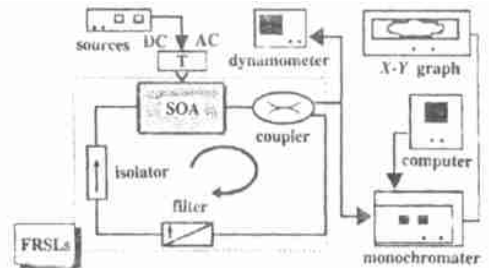 sources
DC
AC
T
dynamometer
X-Y graph
SOA
coupler
computer
isolator
filter
FRSLs
monochromater